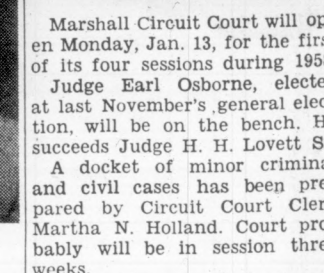 Marshall Circuit Court will op
en Monday, Jan. 13, for the firs
of its four sessions during 195
Judge Earl Osborne, electe
at last November's general elec
tion, will be on the bench. H
succeeds Judge H. H. Lovett S
A docket of minor crimina
and civil cases has been pre
pared by Circuit Court Cler
Martha N. Holland. Court pro
bably will be in session thre
weeks.